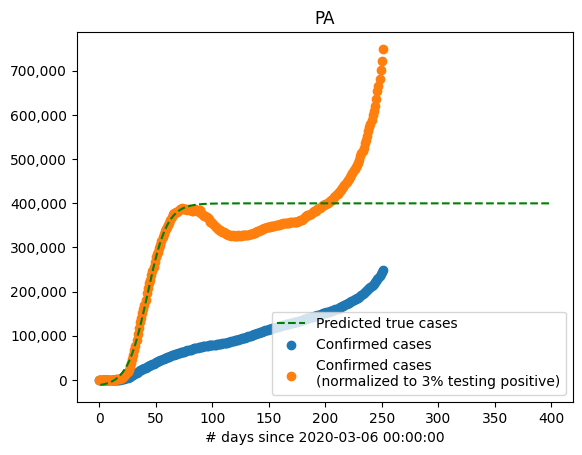 PA
700,000
600,000
500,000
400,000
300,000
200,000
100,000
0
Predicted true cases
Confirmed cases
Confirmed cases
(normalized to 3% testing positive)
0 50 100 150 200 250 300 350 400
# days since 2020-03-06 00:00:00